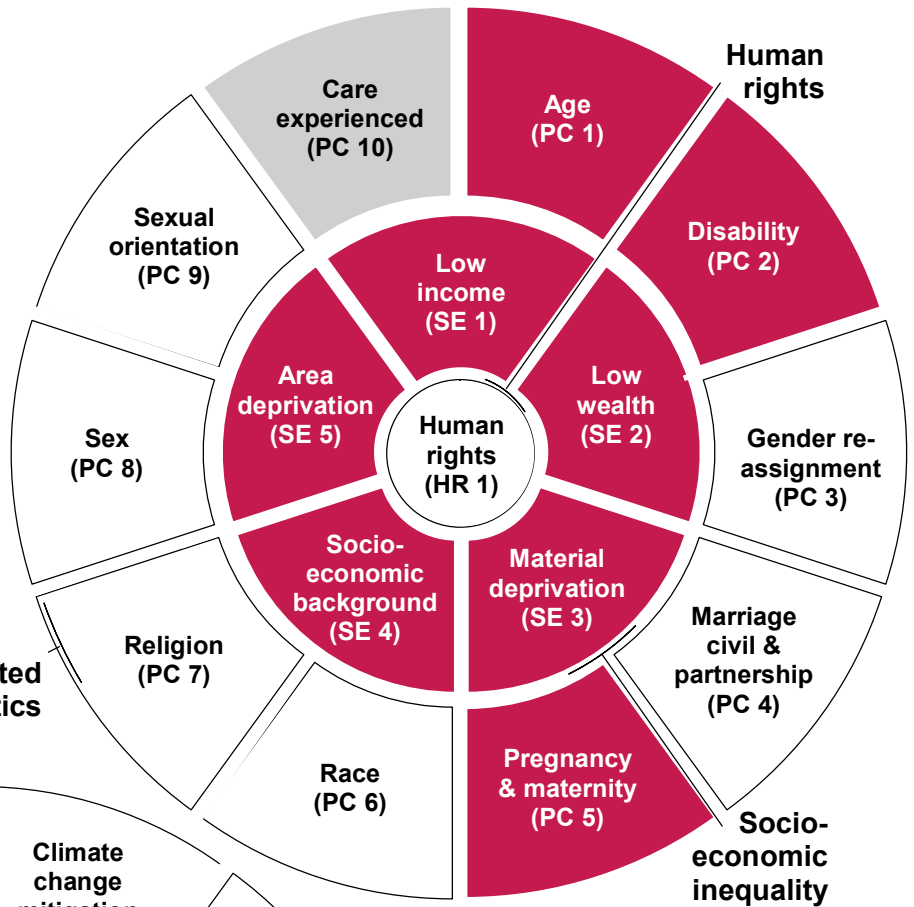 Human
rights
Care
experienced
(PC 10)
Age
(PC 1)
Sexual
orientation
(PC 9)
Disability
(PC 2)
Low
income
(SE 1)
Area
deprivation
(SE 5)
Low
wealth
(SE 2)
Sex
(PC 8)
Human
rights
(HR 1)
Gender re-
assignment
(PC 3)
Socio-
economic
background
(SE 4)
Material
deprivation
(SE 3)
Religion
(PC 7)
Marriage
civil &
partnership
(PC 4)
ted
tics
Race
(PC 6)
Pregnancy
& maternity
(PC 5)
Socio-
economic
inequality
Climate
change
mitigation